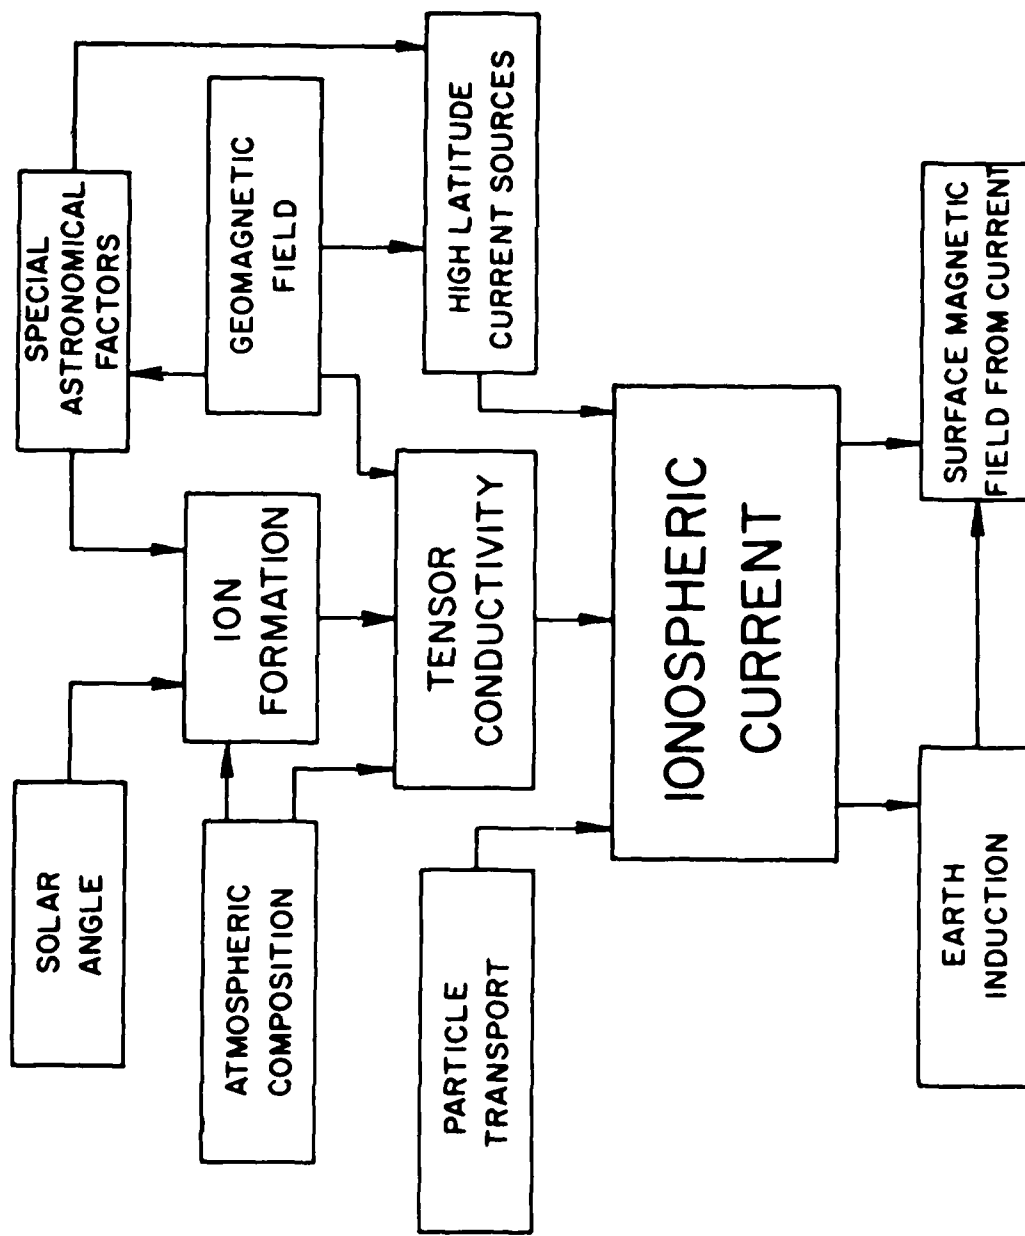 SOLAR
ANGLE
SPECIAL
ASTRONOMICAL
FACTORS
ATMOSPHERIC
COMPOSITION
ION
FORMATION
GEOMAGNETIC
FIELD
PARTICLE
TRANSPORT
TENSOR
CONDUCTIVITY
HIGH LATITUDE
CURRENT SOURCES
IONOSPHERIC
CURRENT
EARTH
INDUCTION
SURFACE MAGNETIC
FIELD FROM CURRENT